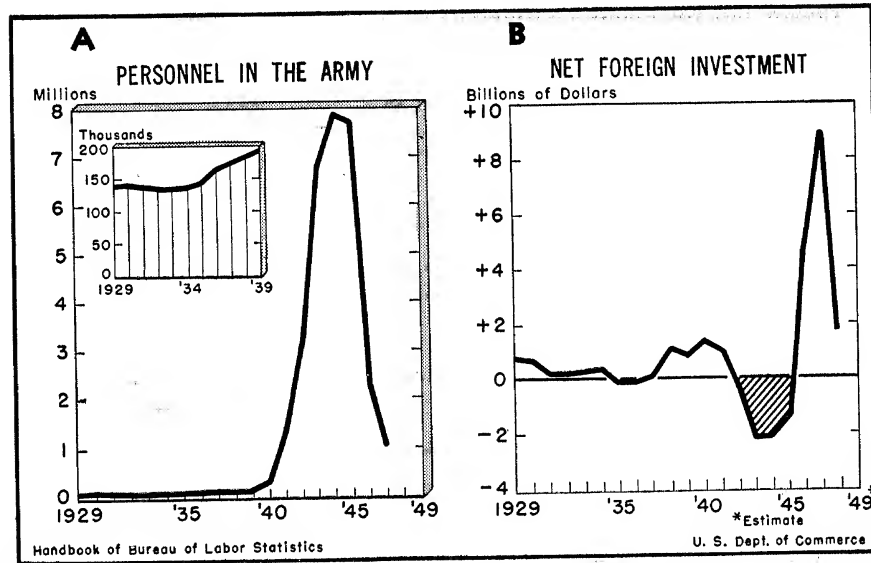 A
PERSONNEL IN THE ARMY
Millions
8
7
6
5
4
3
2
1
0
Thousands
200
150
100
50
0
1929 '34 '39
1929 '35 '40 '45 '49
Handbook of Bureau of Labor Statistics
B
NET FOREIGN INVESTMENT
Billions of Dollars
+10
+8
+6
+4
+2
0
-2
-4
1929 '35 '40 '45 '49*
*Estimate
U. S. Dept. of Commerce